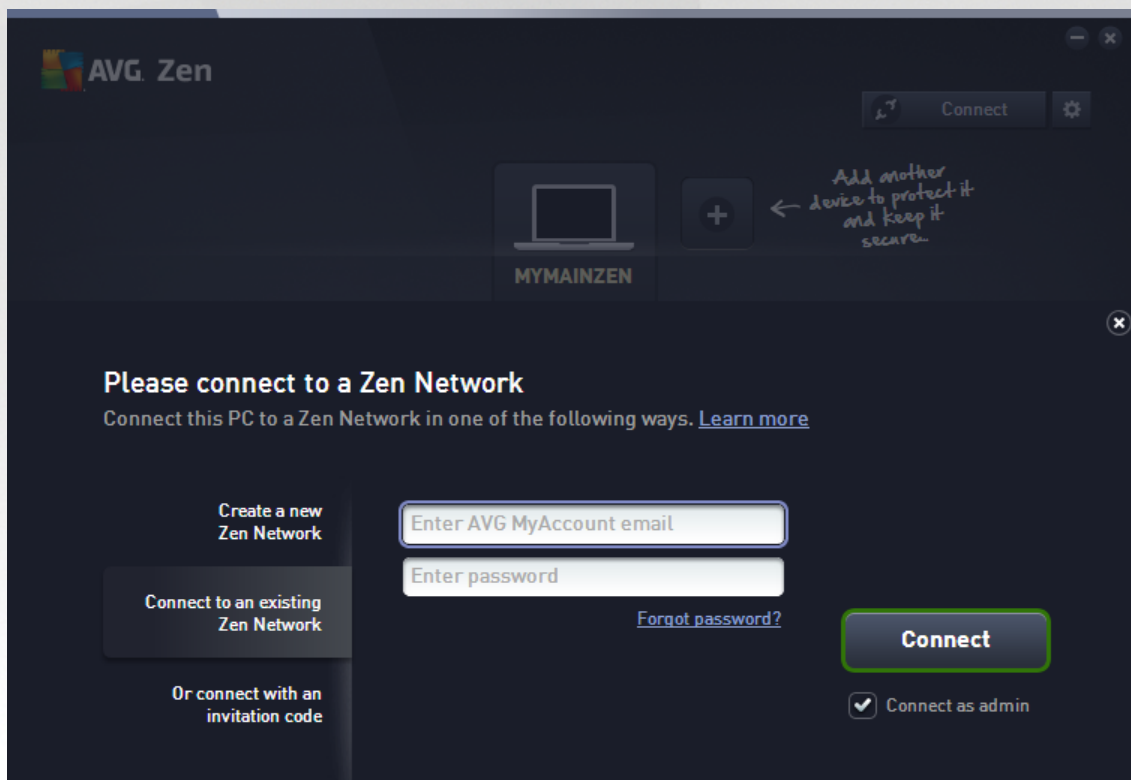 AVG. Zen
Connect
Add another
device to protect it
and keep it
secure...
MYMAINZEN
Please connect to a Zen Network
Connect this PC to a Zen Network in one of the following ways. Learn more
Create a new
Zen Network
Enter AVG MyAccount email
Enter password
Connect to an existing
Zen Network
Forgot password?
Connect
Or connect with an
invitation code
Connect as admin